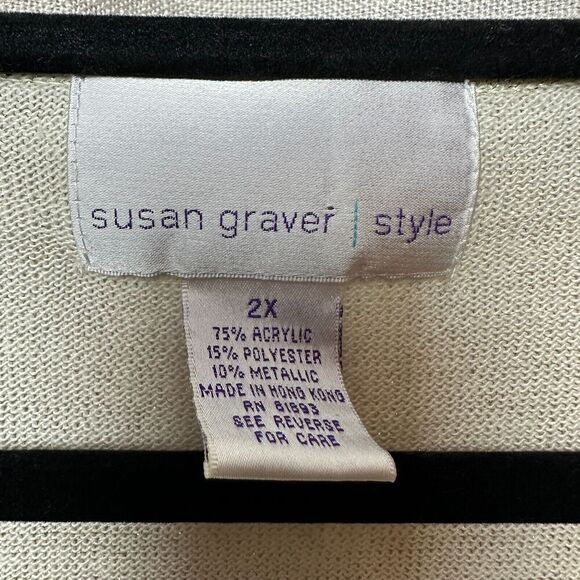 susan graver | style
2X
75% ACRYLIC
15% POLYESTER
10% METALLIC
MADE IN HONG KONG
RN 81893
SEE REVERSE
FOR CARE